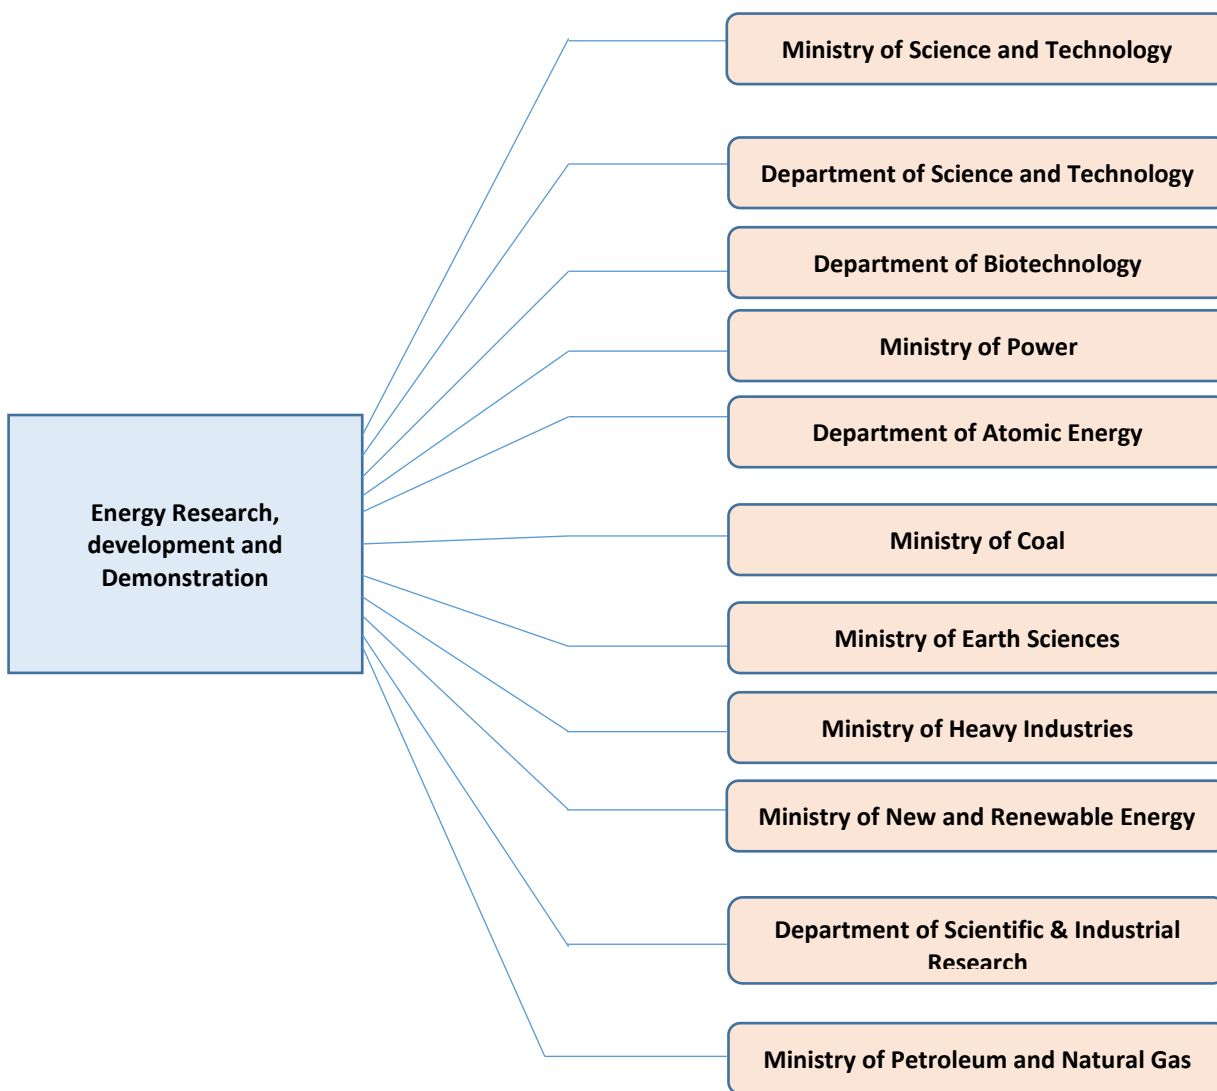 Ministry of Science and Technology
Department of Science and Technology
Department of Biotechnology
Ministry of Power
Department of Atomic Energy
Energy Research,
development and
Demonstration
Ministry of Coal
Ministry of Earth Sciences
Ministry of Heavy Industries
Ministry of New and Renewable Energy
Department of Scientific & Industrial
Research
Ministry of Petroleum and Natural Gas